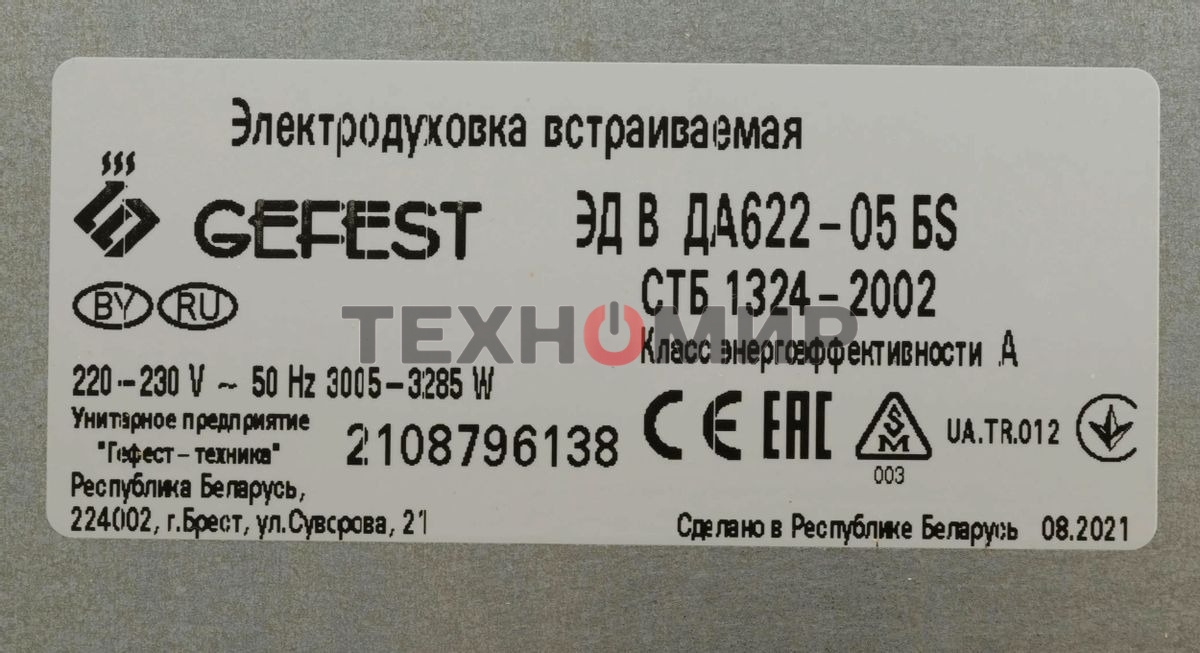 Электродуховка встраиваемая
GEFEST
ЭД В ДА622-05 БS
BY RU
СТБ 1324-2002
ТЕХНОМИР
Класс энергоэффективности А
220--230 V ~ 50 Hz 3005-3285 W
Унитарное предприятие
"Гефест-техника"
2108796138
CE EAC SM UA.TR.012
003
Республика Беларусь,
224002, г.Брест, ул.Суворова, 21
Сделано в Республике Беларусь 08.2021